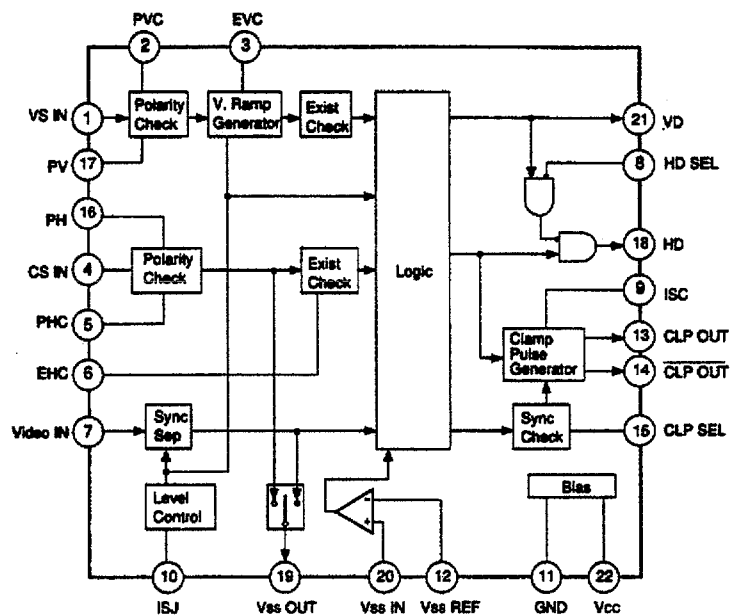 PVC
EVC
2
3
VS IN
1
Polarity
Check
V. Ramp
Generator
Exist
Check
21
VD
PV
17
8
HD SEL
PH
16
18
HD
CS IN
4
Polarity
Check
Exist
Check
Logic
9
ISC
PHC
5
13
CLP OUT
Clamp
Pulse
Generator
EHC
6
14
CLP OUT
Video IN
7
Sync
Sep
Sync
Check
15
CLP SEL
Level
Control
-
+
Bias
10
19
20
12
11
22
ISJ
Vss OUT
Vss IN
Vss REF
GND
Vcc